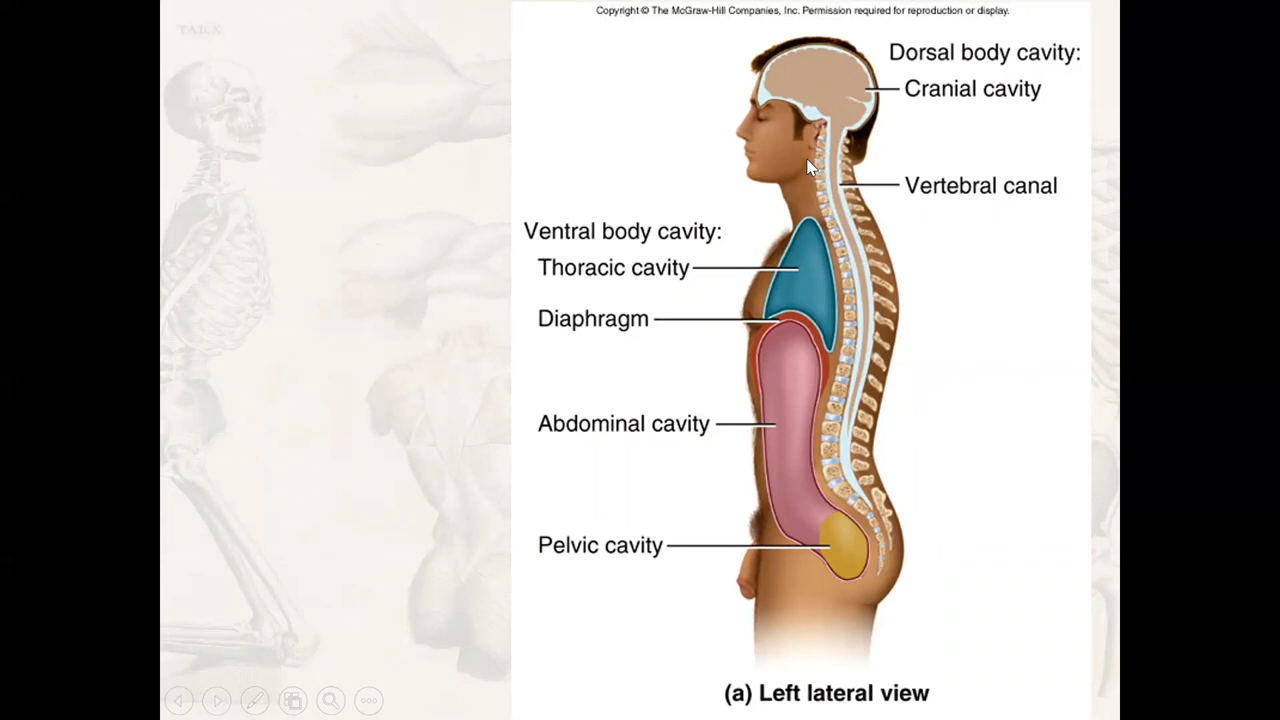 Copyright © The McGraw-Hill Companies, Inc. Permission required for reproduction or display.
Dorsal body cavity:
Cranial cavity
Vertebral canal
Ventral body cavity:
Thoracic cavity
Diaphragm
Abdominal cavity
Pelvic cavity
(a) Left lateral view